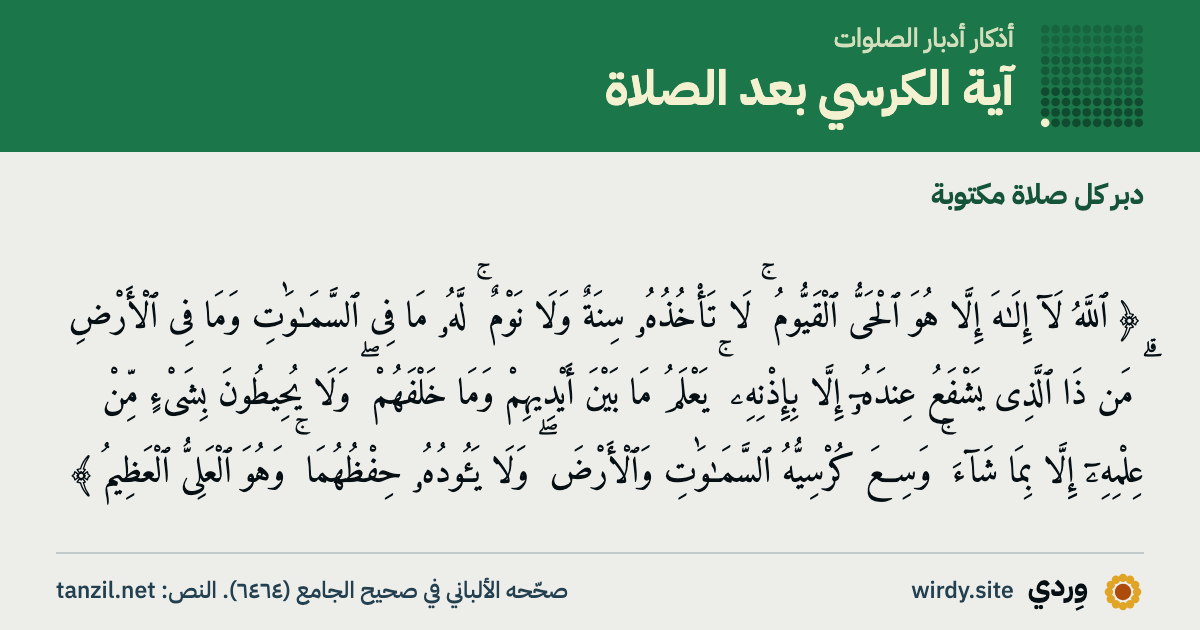 أذكار أدبار الصلوات
آية الكرسي بعد الصلاة
دبر كل صلاة مكتوبة
﴿ ٱللَّهُ لَآ إِلَـٰهَ إِلَّا هُوَ ٱلْحَىُّ ٱلْقَيُّومُ ۚ لَا تَأْخُذُهُۥ سِنَةٌ وَلَا نَوْمٌ ۚ لَّهُۥ مَا فِى ٱلسَّمَـٰوَٰتِ وَمَا فِى ٱلْأَرْضِ
ۗ مَن ذَا ٱلَّذِى يَشْفَعُ عِندَهُۥٓ إِلَّا بِإِذْنِهِۦ ۚ يَعْلَمُ مَا بَيْنَ أَيْدِيهِمْ وَمَا خَلْفَهُمْ ۖ وَلَا يُحِيطُونَ بِشَىْءٍ مِّنْ
عِلْمِهِۦٓ إِلَّا بِمَا شَآءَ ۚ وَسِعَ كُرْسِيُّهُ ٱلسَّمَـٰوَٰتِ وَٱلْأَرْضَ ۖ وَلَا يَـُٔودُهُۥ حِفْظُهُمَا ۚ وَهُوَ ٱلْعَلِىُّ ٱلْعَظِيمُ ﴾
وِردي wirdy.site
صحّحه الألباني في صحيح الجامع (٦٤٦٤). النص: tanzil.net